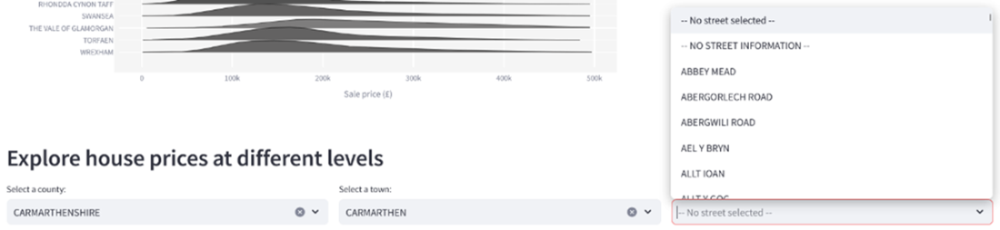 RHONDDA CYNON TAFF
SWANSEA
THE VALE OF GLAMORGAN
TORFAEN
WREXHAM
0 100k 200k 300k 400k 500k
Sale price (£)
Explore house prices at different levels
Select a county:
CARMARTHENSHIRE
Select a town:
CARMARTHEN
-- No street selected --
-- NO STREET INFORMATION --
ABBEY MEAD
ABERGORLECH ROAD
ABERGWILI ROAD
AEL Y BRYN
ALLT IOAN
-- No street selected --